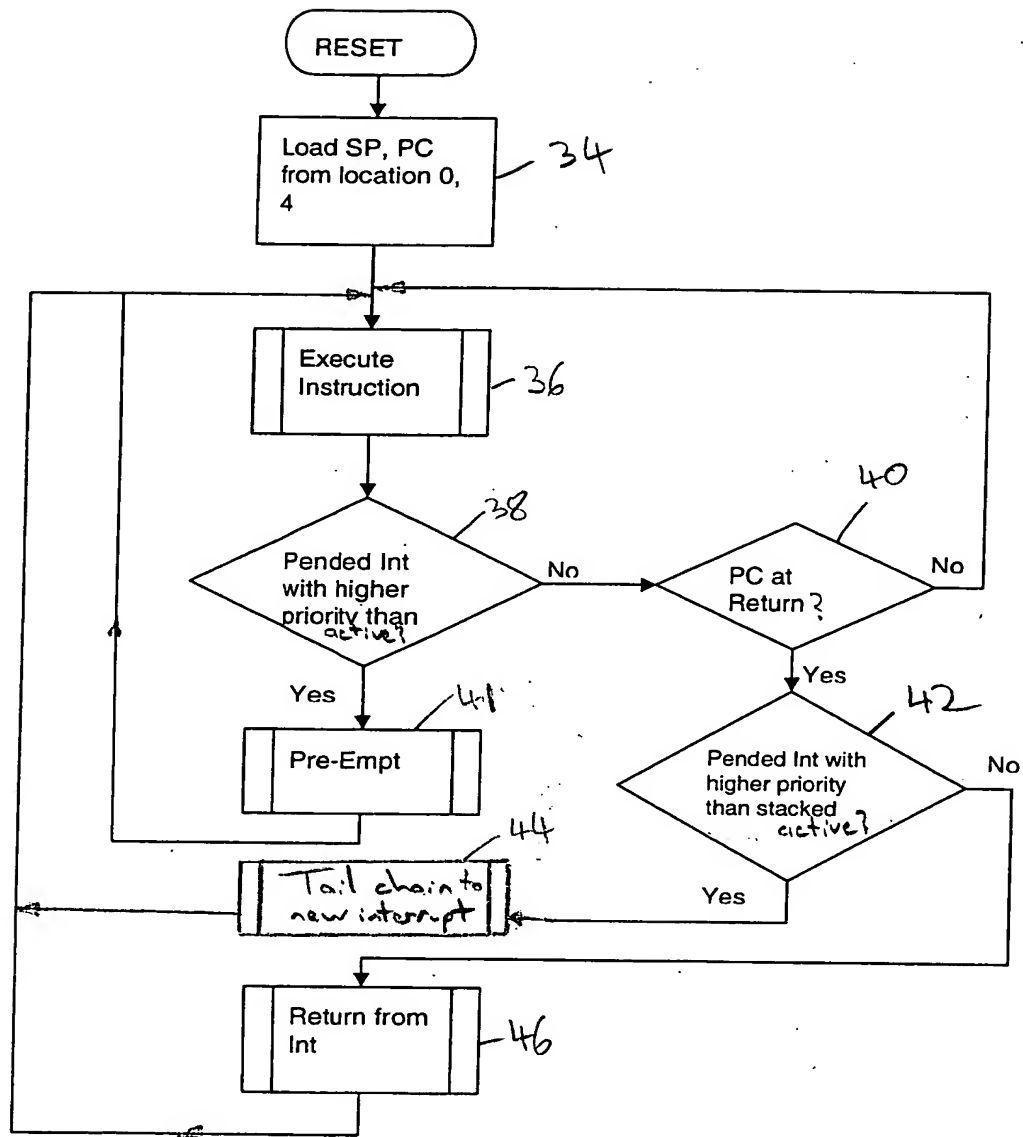 RESET
Load SP, PC
from location 0,
4
34
Execute
Instruction
36
Pended Int
with higher
priority than
active?
38
No
PC at
Return?
40
No
Yes
Yes
Pre-Empt
41
Pended Int with
higher priority
than stacked
active?
42
No
Yes
Tail chain to
new interrupt
44
Return from
Int
46